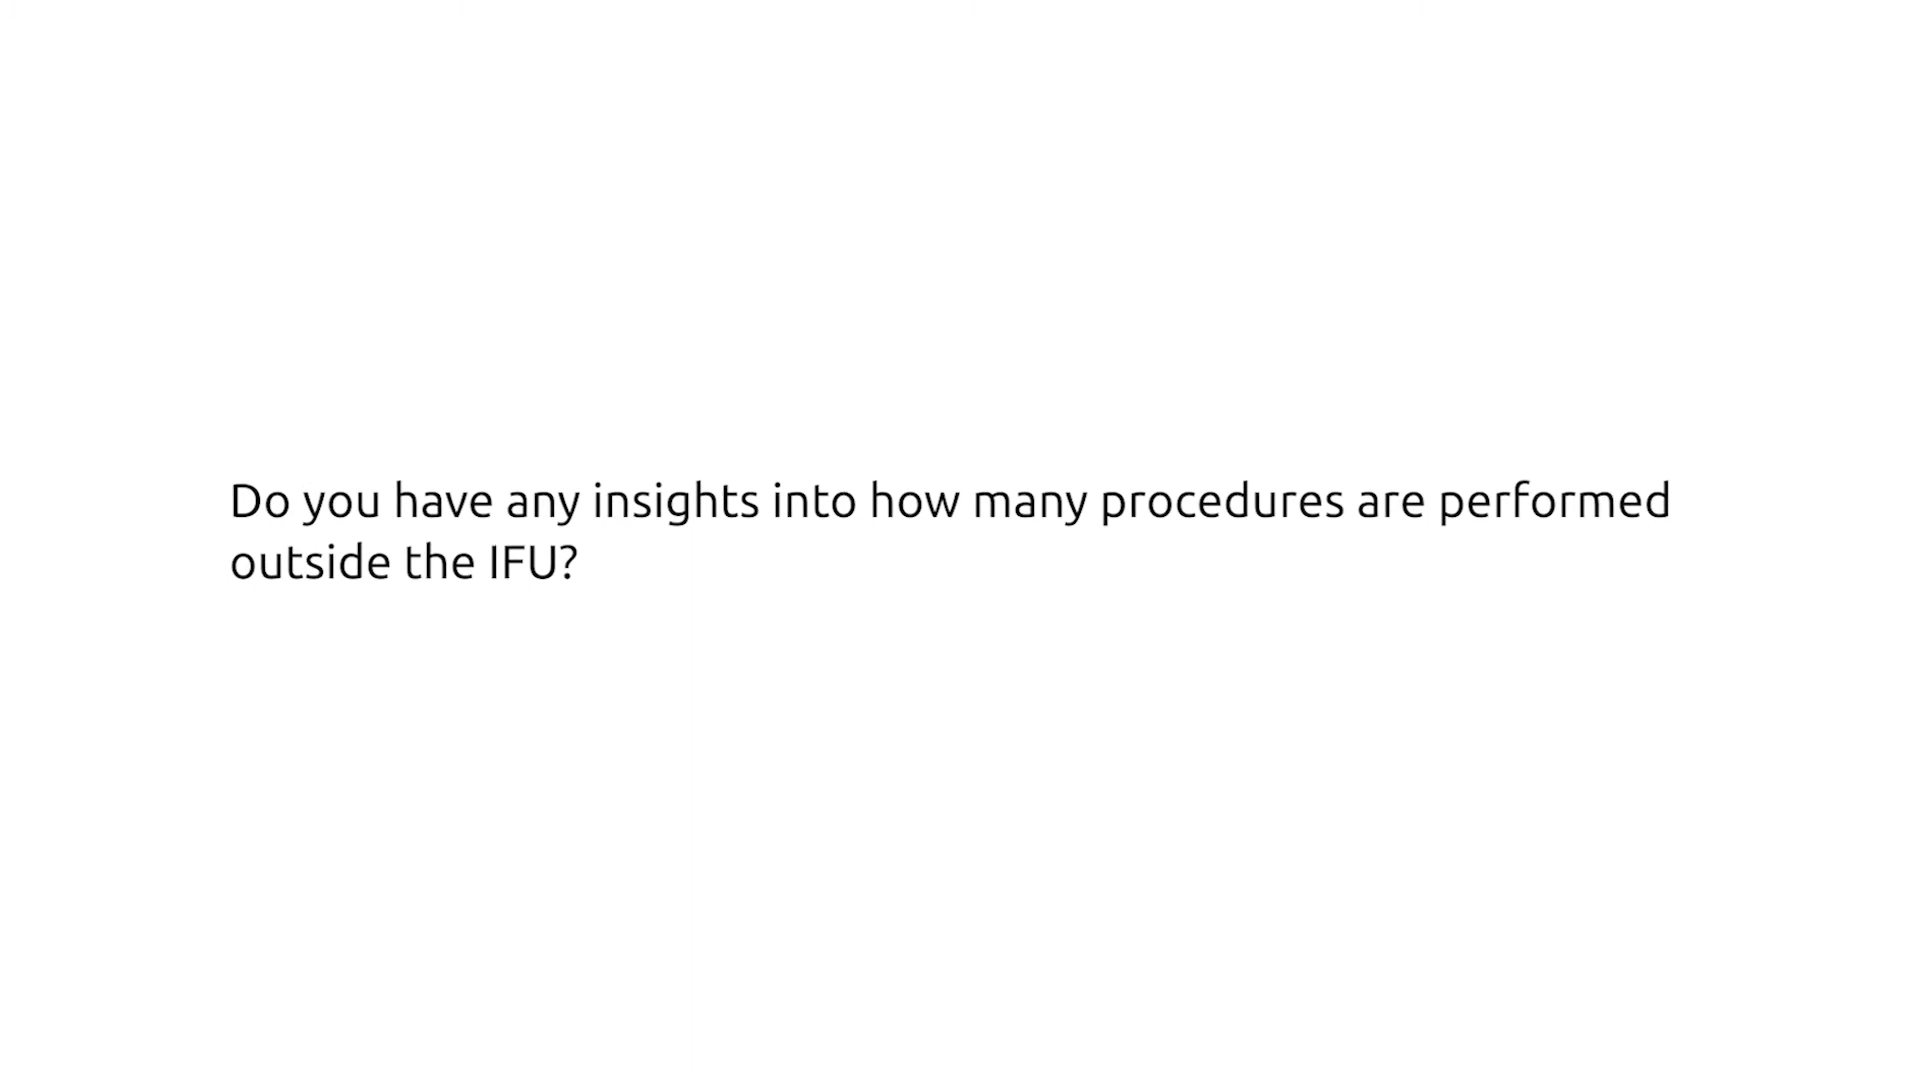 Do you have any insights into how many procedures are performed
outside the IFU?